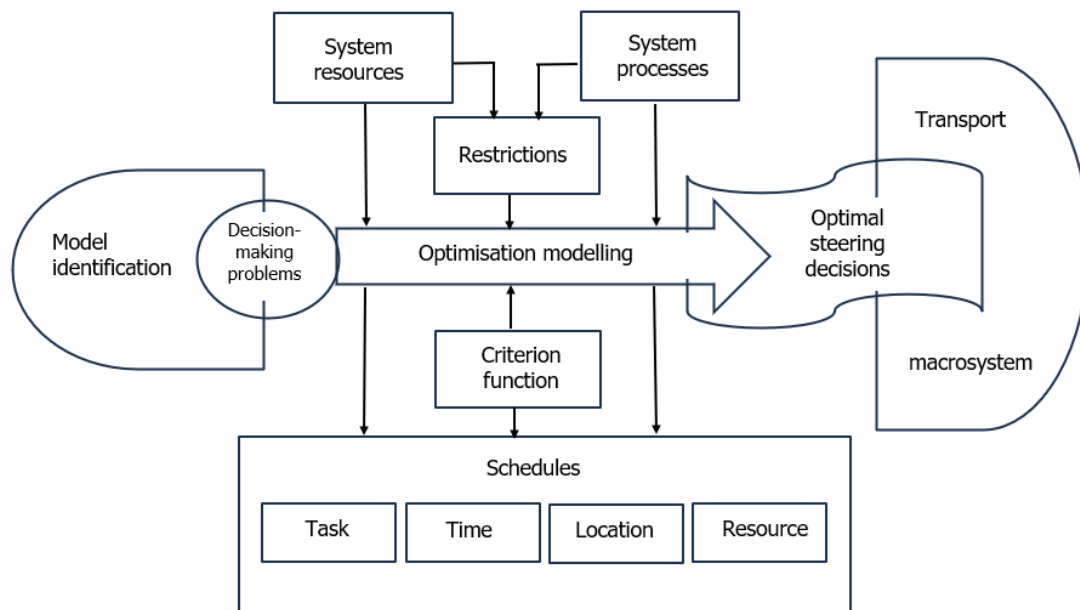 System
resources
System
processes
Restrictions
Transport
Model
identification
Decision-
making
problems
Optimisation modelling
Optimal
steering
decisions
Criterion
function
macrosystem
Schedules
Task
Time
Location
Resource